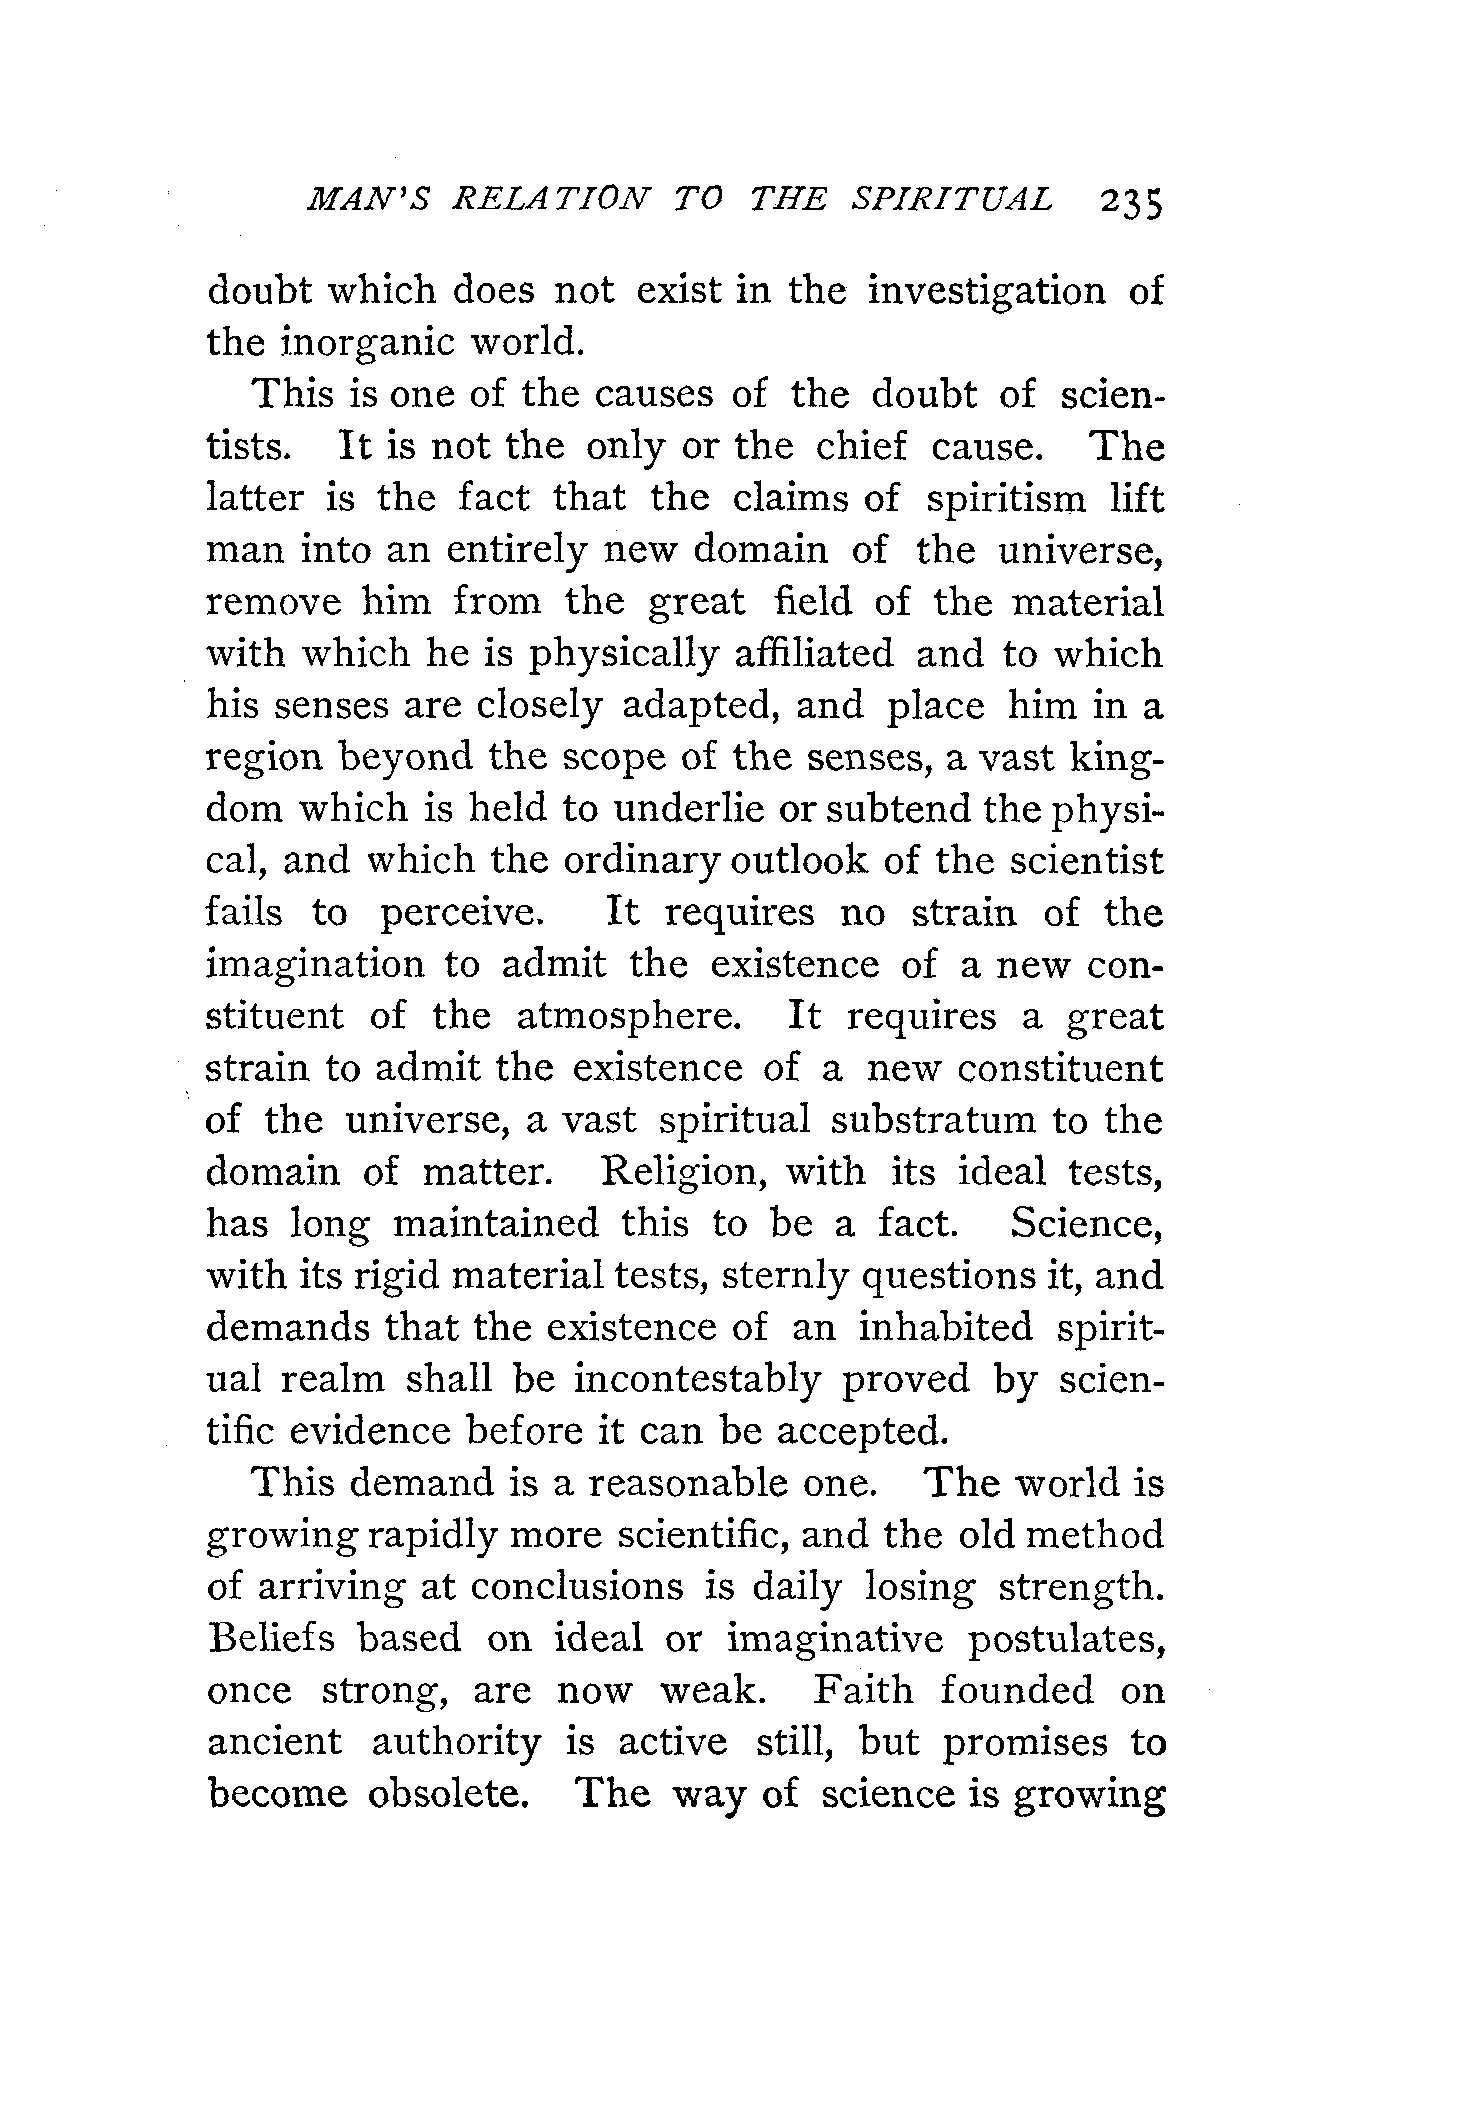 MAN'S RELATION TO THE SPIRITUAL 235
doubt which does not exist in the investigation of
the inorganic world.
This is one of the causes of the doubt of scien-
tists. It is not the only or the chief cause. The
latter is the fact that the claims of spiritism lift
man into an entirely new domain of the universe,
remove him from the great field of the material
with which he is physically affiliated and to which
his senses are closely adapted, and place him in a
region beyond the scope of the senses, a vast king-
dom which is held to underlie or subtend the physi-
cal, and which the ordinary outlook of the scientist
fails to perceive. It requires no strain of the
imagination to admit the existence of a new con-
stituent of the atmosphere. It requires a great
strain to admit the existence of a new constituent
of the universe, a vast spiritual substratum to the
domain of matter. Religion, with its ideal tests,
has long maintained this to be a fact. Science,
with its rigid material tests, sternly questions it, and
demands that the existence of an inhabited spirit-
ual realm shall be incontestably proved by scien-
tific evidence before it can be accepted.
This demand is a reasonable one. The world is
growing rapidly more scientific, and the old method
of arriving at conclusions is daily losing strength.
Beliefs based on ideal or imaginative postulates,
once strong, are now weak. Faith founded on
ancient authority is active still, but promises to
become obsolete. The way of science is growing